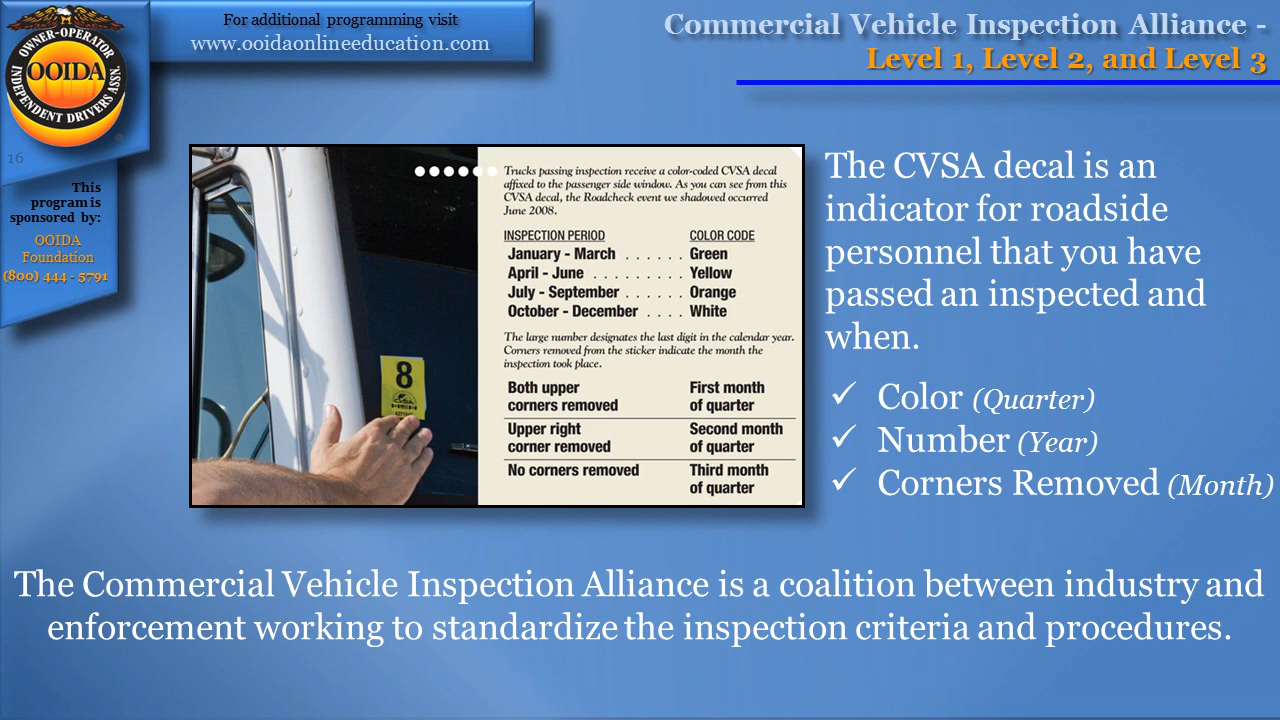 OWNER-OPERATOR
OOIDA
INDEPENDENT DRIVERS ASSN.
For additional programming visit
www.ooidaonlineeducation.com
Commercial Vehicle Inspection Alliance -
Level 1, Level 2, and Level 3
16
This
program is
sponsored by:
OOIDA
Foundation
(800) 444 - 5791
8
CVSA
Trucks passing inspection receive a color-coded CVSA decal
affixed to the passenger side window. As you can see from this
CVSA decal, the Roadcheck event we shadowed occurred
June 2008.
INSPECTION PERIOD COLOR CODE
January - March . . . . . . Green
April - June . . . . . . . . . Yellow
July - September . . . . . . Orange
October - December . . . . White
The large number designates the last digit in the calendar year.
Corners removed from the sticker indicate the month the
inspection took place.
Both upper First month
corners removed of quarter
Upper right Second month
corner removed of quarter
No corners removed Third month
of quarter
The CVSA decal is an
indicator for roadside
personnel that you have
passed an inspected and
when.
✓ Color (Quarter)
✓ Number (Year)
✓ Corners Removed (Month)
The Commercial Vehicle Inspection Alliance is a coalition between industry and
enforcement working to standardize the inspection criteria and procedures.